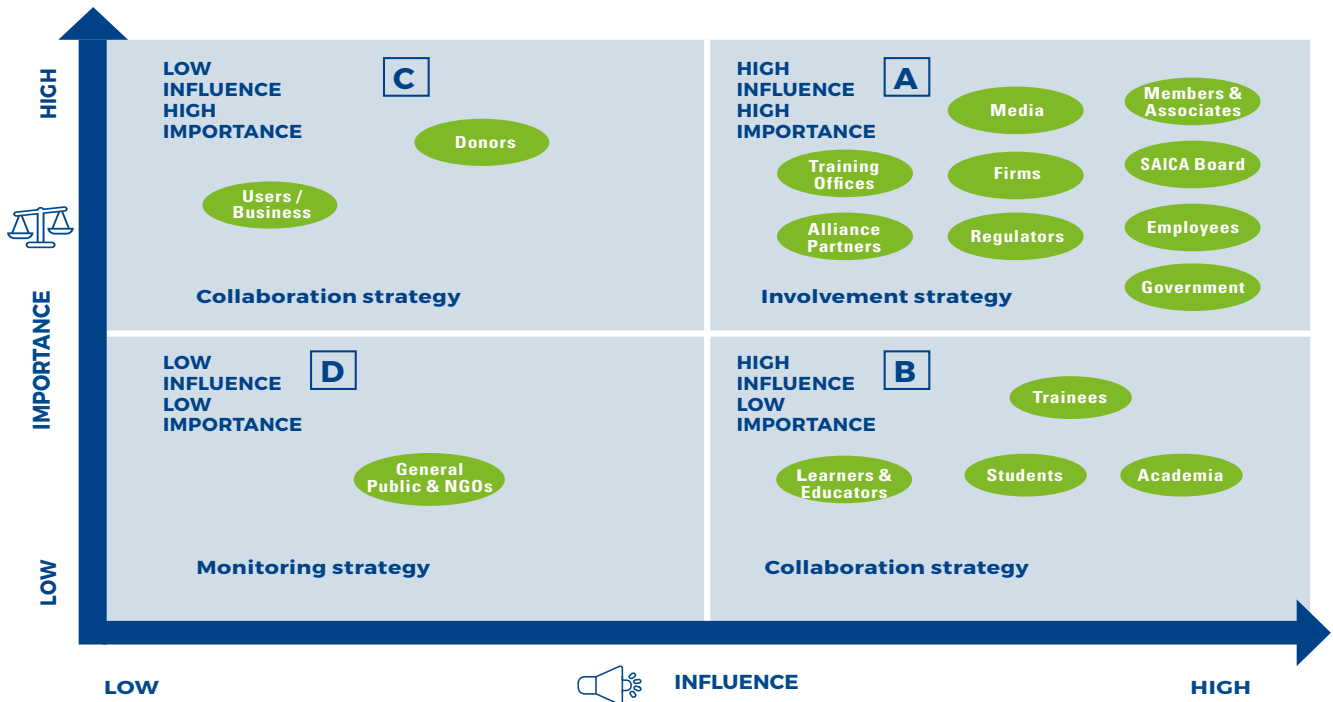 HIGH
IMPORTANCE
LOW
LOW
INFLUENCE
HIGH
IMPORTANCE
C
Donors
Users /
Business
Collaboration strategy
HIGH
INFLUENCE
HIGH
IMPORTANCE
A
Media
Members &
Associates
Training
Offices
Firms
SAICA Board
Alliance
Partners
Regulators
Employees
Government
Involvement strategy
LOW
INFLUENCE
LOW
IMPORTANCE
D
General
Public & NGOs
Monitoring strategy
HIGH
INFLUENCE
LOW
IMPORTANCE
B
Trainees
Learners &
Educators
Students
Academia
Collaboration strategy
LOW
INFLUENCE
HIGH